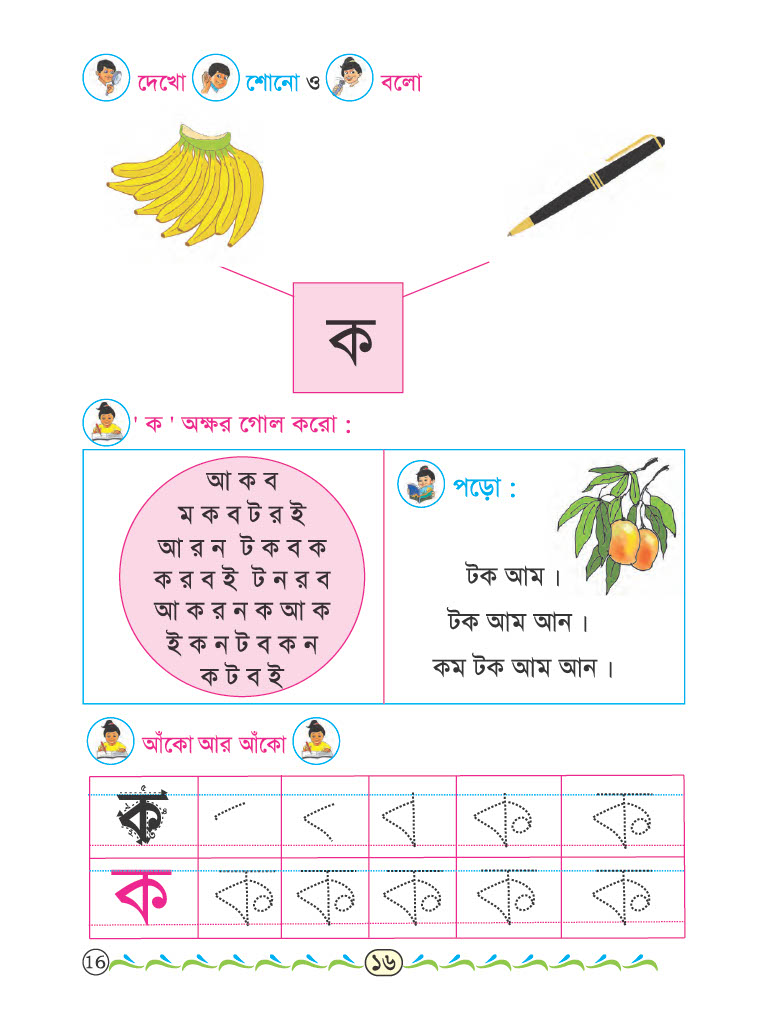 দেখো শোনো ও বলো
ক
' ক ' অক্ষর গোল করো :
আ ক ব
ম ক ব ট র ই
আ র ন ট ক ব ক
ক র ব ই ট ন র ব
আ ক র ন ক আ ক
ই ক ন ট ব ক ন
ক ট ব ই
পড়ো :
টক আম ।
টক আম আন ।
কম টক আম আন ।
আঁকো আর আঁকো
ক ক ক
ক ক ক ক ক ক
16 ১৬